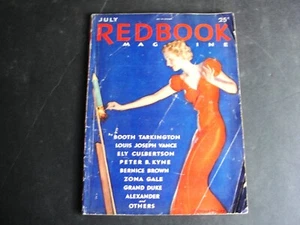 JULY
25¢
REDBOOK
MAGAZINE
BOOTH TARKINGTON
LOUIS JOSEPH VANCE
ELY CULBERTSON
PETER B. KYNE
BERNICE BROWN
ZONA GALE
GRAND DUKE
ALEXANDER
and
OTHERS